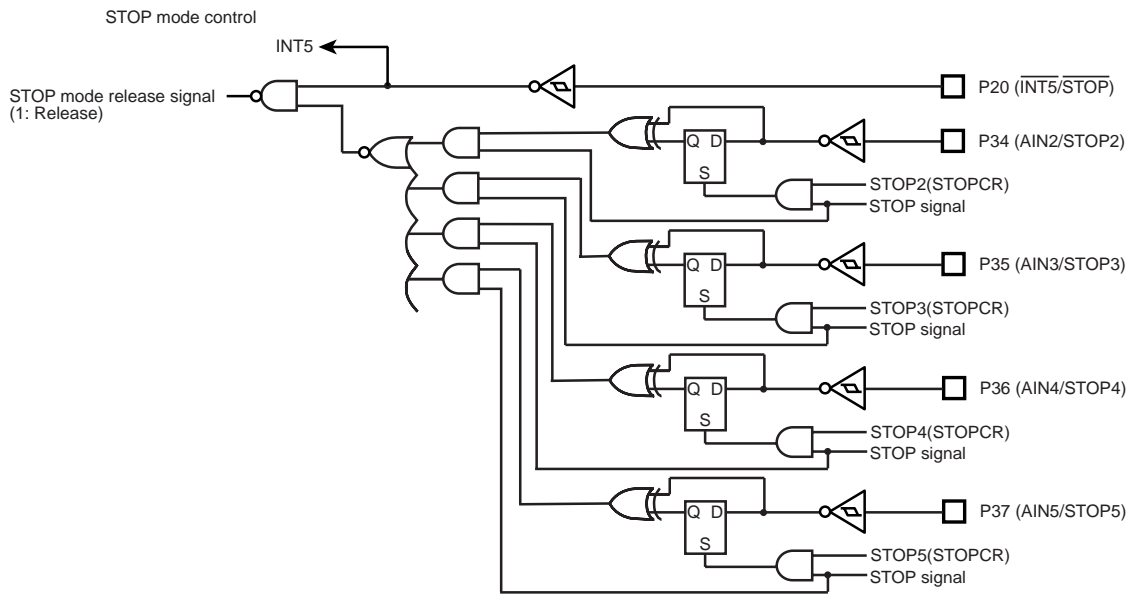 STOP mode control
INT5
STOP mode release signal
(1: Release)
P20 (INT5/STOP)
P34 (AIN2/STOP2)
Q D
S
STOP2(STOPCR)
STOP signal
P35 (AIN3/STOP3)
Q D
S
STOP3(STOPCR)
STOP signal
P36 (AIN4/STOP4)
Q D
S
STOP4(STOPCR)
STOP signal
P37 (AIN5/STOP5)
Q D
S
STOP5(STOPCR)
STOP signal